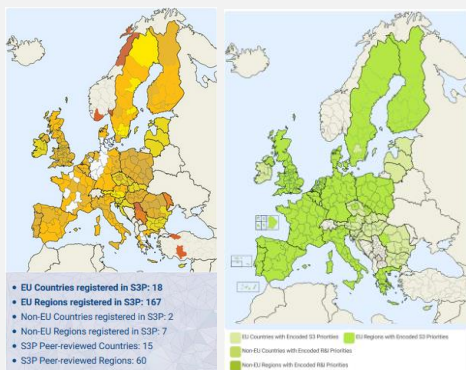 • EU Countries registered in S3P: 18
• EU Regions registered in S3P: 167
• Non-EU Countries registered in S3P: 2
• Non-EU Regions registered in S3P: 7
• S3P Peer-reviewed Countries: 15
• S3P Peer-reviewed Regions: 60
EU Countries with Encoded S3 Priorities EU Regions with Encoded S3 Priorities
Non-EU Countries with Encoded R&I Priorities
Non-EU Regions with Encoded R&I Priorities